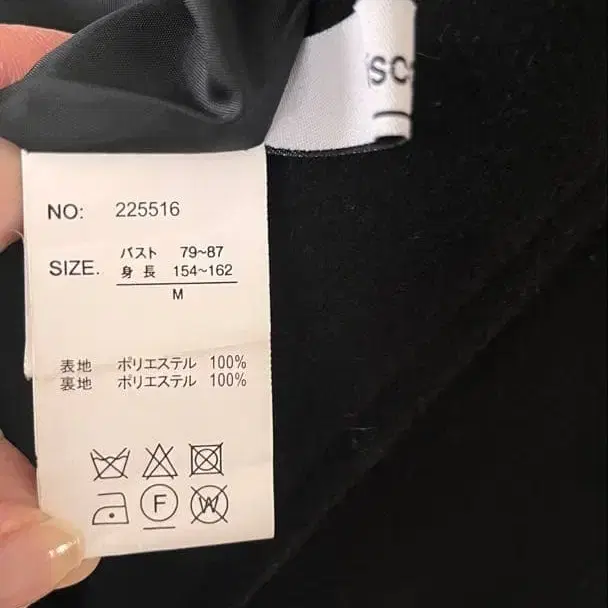 NO: 225516
SIZE. バスト 79~87
身長 154~162
M
表地 ポリエステル 100%
裏地 ポリエステル 100%
F
W